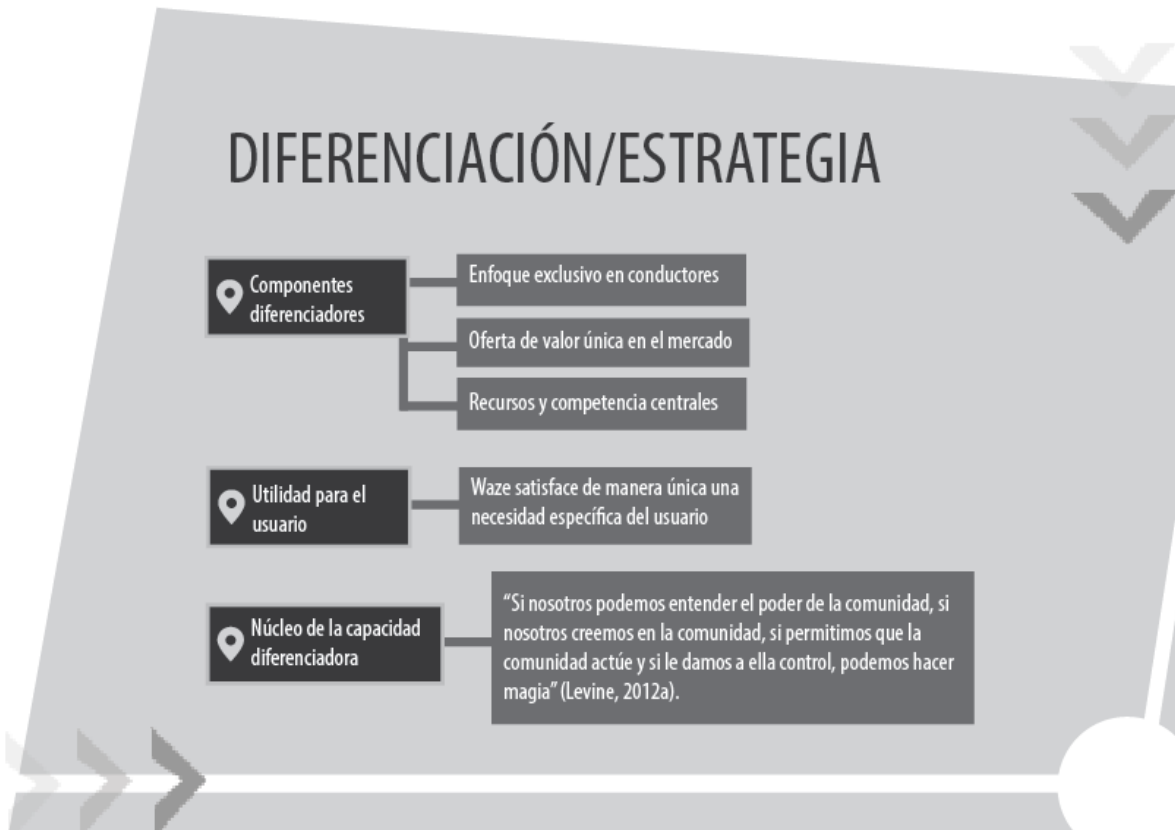 DIFERENCIACIÓN/ESTRATEGIA
Componentes
diferenciadores
Enfoque exclusivo en conductores
Oferta de valor única en el mercado
Recursos y competencia centrales
Utilidad para el
usuario
Waze satisface de manera única una
necesidad específica del usuario
Núcleo de la capacidad
diferenciadora
“Si nosotros podemos entender el poder de la comunidad, si
nosotros creemos en la comunidad, si permitimos que la
comunidad actúe y si le damos a ella control, podemos hacer
magia” (Levine, 2012a).